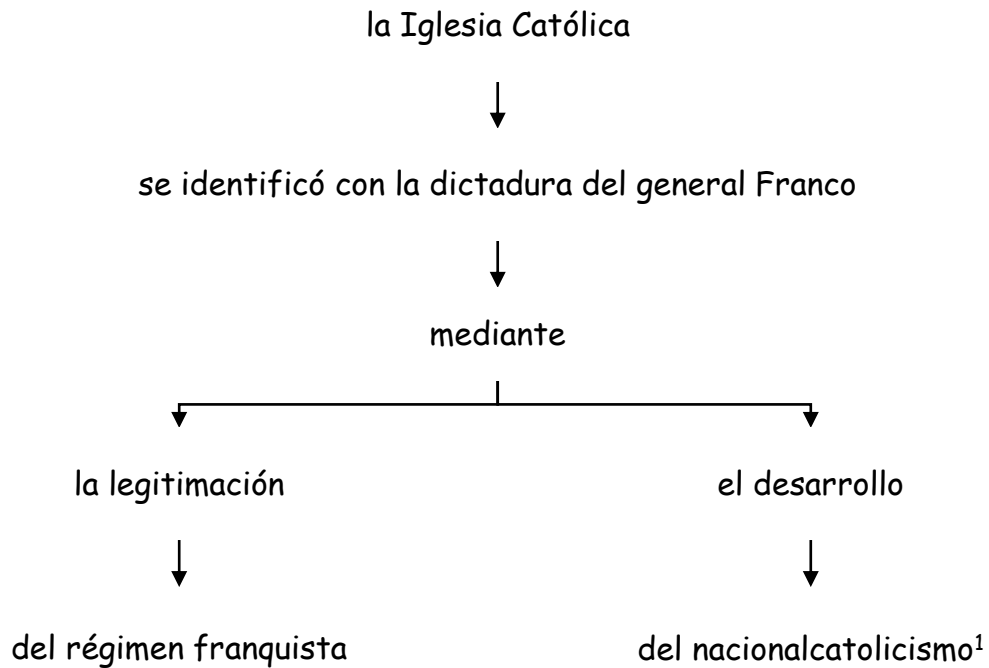 la Iglesia Católica
se identificó con la dictadura del general Franco
mediante
la legitimación
el desarrollo
del régimen franquista
del nacionalcatolicismo¹